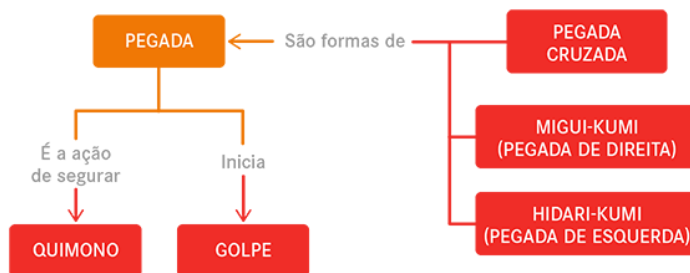 PEGADA
São formas de
PEGADA
CRUZADA
MIGUI-KUMI
(PEGADA DE DIREITA)
HIDARI-KUMI
(PEGADA DE ESQUERDA)
É a ação
de segurar
Inicia
QUIMONO
GOLPE